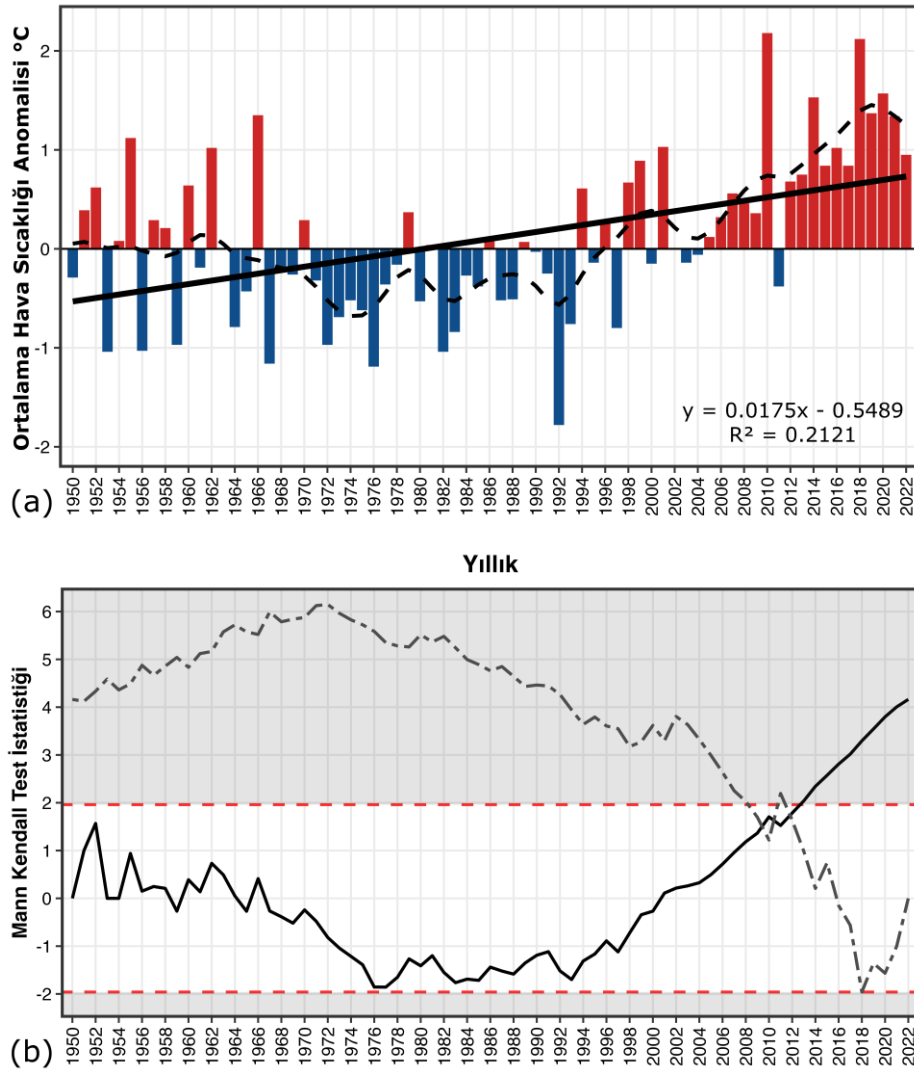 Ortalama Hava Sıcaklığı Anomalisi °C
2
1
0
-1
-2
y = 0.0175x - 0.5489
R² = 0.2121
1950 1952 1954 1956 1958 1960 1962 1964 1966 1968 1970 1972 1974 1976 1978 1980 1982 1984 1986 1988 1990 1992 1994 1996 1998 2000 2002 2004 2006 2008 2010 2012 2014 2016 2018 2020 2022
(a)
Yıllık
Mann Kendall Test İstatistiği
6
5
4
3
2
1
0
-1
-2
1950 1952 1954 1956 1958 1960 1962 1964 1966 1968 1970 1972 1974 1976 1978 1980 1982 1984 1986 1988 1990 1992 1994 1996 1998 2000 2002 2004 2006 2008 2010 2012 2014 2016 2018 2020 2022
(b)